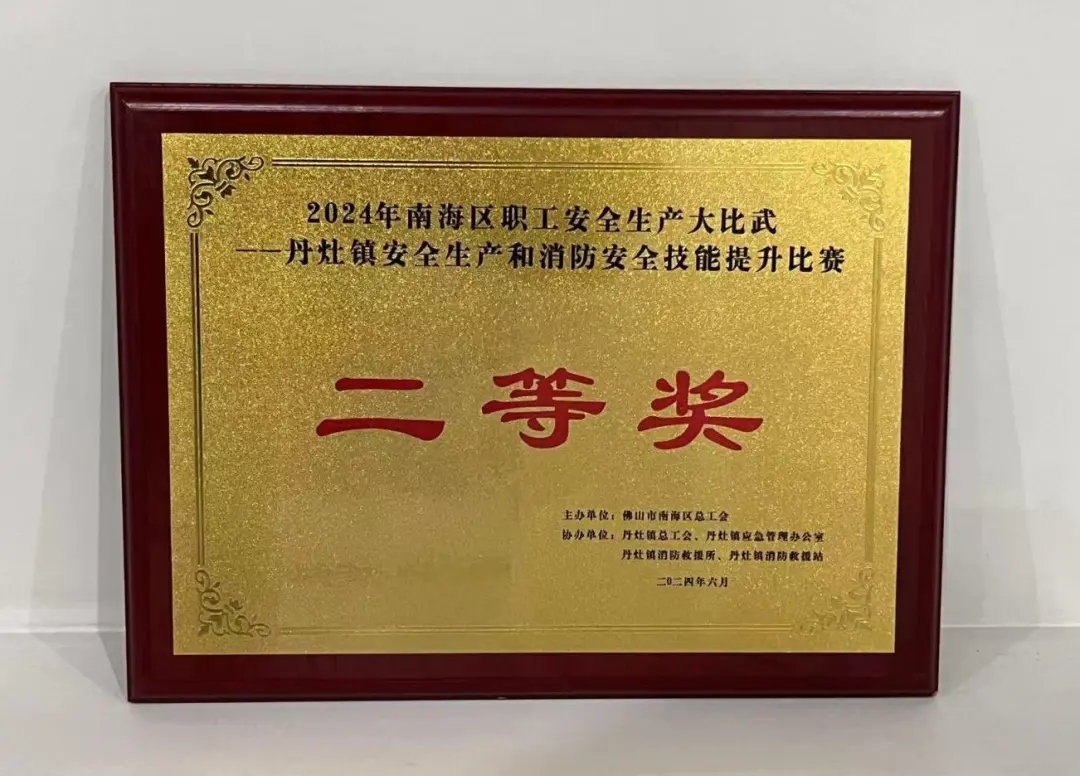 2024年南海区职工安全生产大比武
——丹灶镇安全生产和消防安全技能提升比赛
二等奖
主办单位：佛山市南海区总工会
协办单位：丹灶镇总工会、丹灶镇应急管理办公室
丹灶镇消防救援所、丹灶镇消防救援站
二0二四年六月